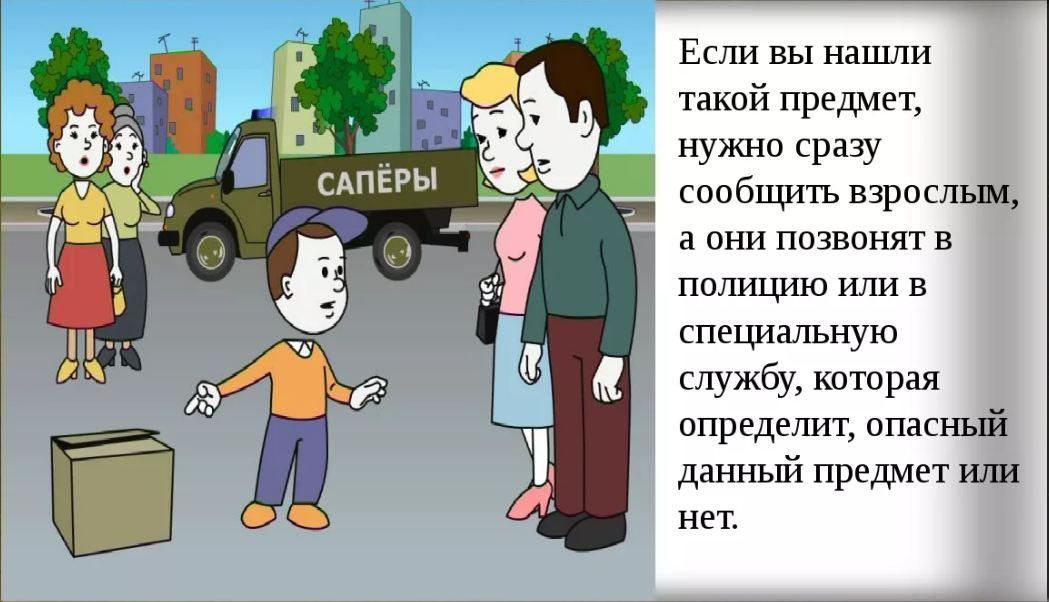 САПЁРЫ
Если вы нашли
такой предмет,
нужно сразу
сообщить взрослым,
а они позвонят в
полицию или в
специальную
службу, которая
определит, опасный
данный предмет или
нет.